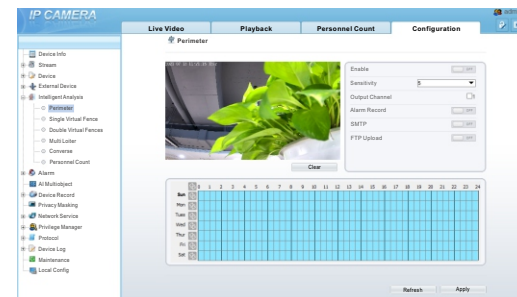 IP CAMERA
admin
Live Video
Playback
Personnel Count
Configuration
Perimeter
Device Info
Stream
Device
External Device
Intelligent Analysis
Perimeter
Single Virtual Fence
Double Virtual Fences
Multi Loiter
Converse
Personnel Count
Alarm
AI Multiobject
Device Record
Privacy Masking
Network Service
Privilege Manager
Protocol
Device Log
Maintenance
Local Config
Enable
Sensitivity 5
Output Channel 1
Alarm Record
SMTP
FTP Upload
Clear
0 1 2 3 4 5 6 7 8 9 10 11 12 13 14 15 16 17 18 19 20 21 22 23 24
Sun
Mon
Tues
Wed
Thur
Fri
Sat
Refresh
Apply